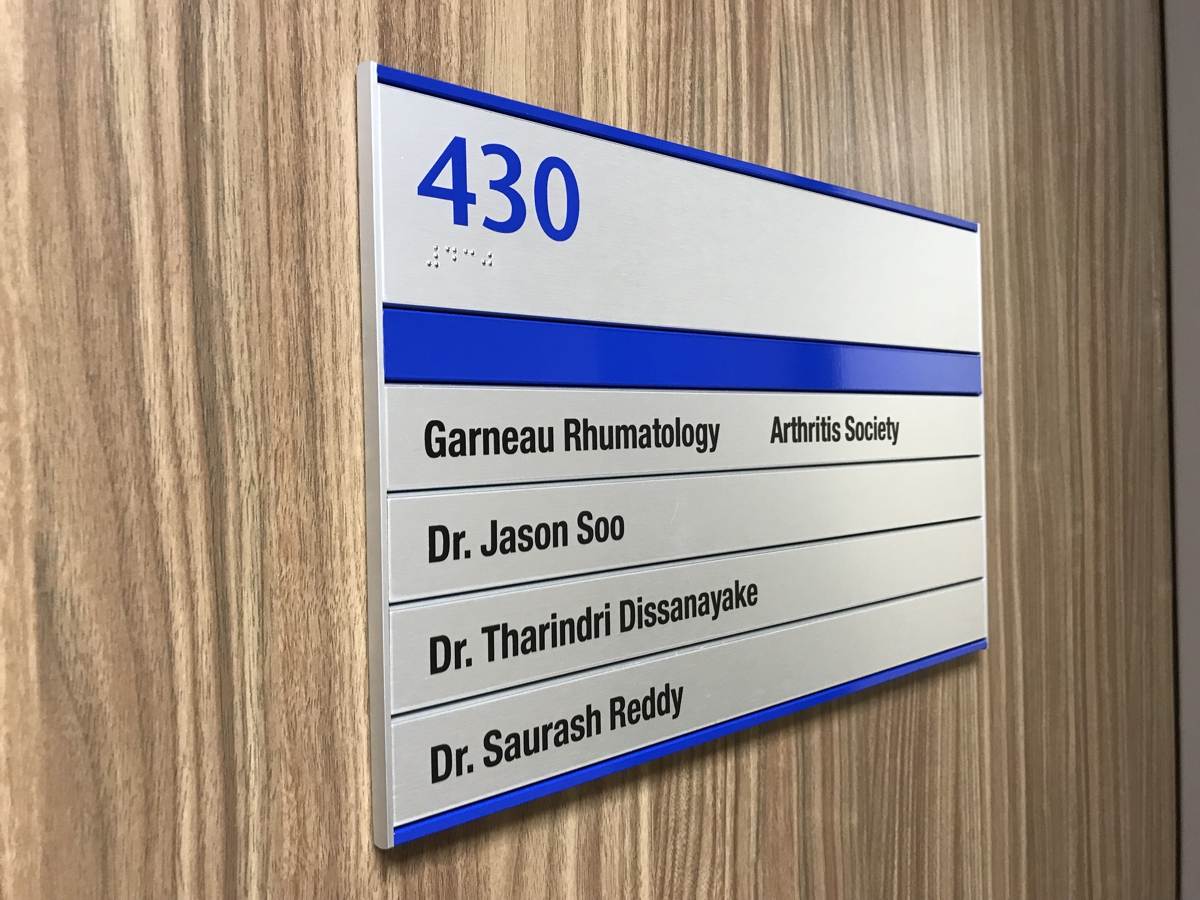 430
⠼⠙⠉⠚
Garneau Rhumatology Arthritis Society
Dr. Jason Soo
Dr. Tharindri Dissanayake
Dr. Saurash Reddy